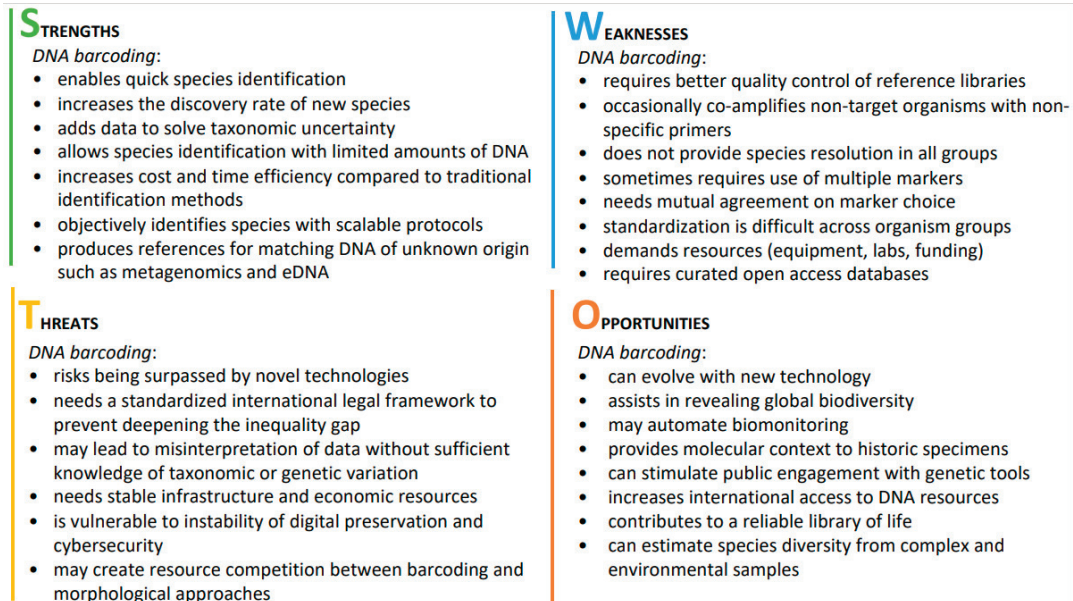 STRENGTHS
DNA barcoding:
• enables quick species identification
• increases the discovery rate of new species
• adds data to solve taxonomic uncertainty
• allows species identification with limited amounts of DNA
• increases cost and time efficiency compared to traditional
identification methods
• objectively identifies species with scalable protocols
• produces references for matching DNA of unknown origin
such as metagenomics and eDNA
WEAKNESSES
DNA barcoding:
• requires better quality control of reference libraries
• occasionally co-amplifies non-target organisms with non-
specific primers
• does not provide species resolution in all groups
• sometimes requires use of multiple markers
• needs mutual agreement on marker choice
• standardization is difficult across organism groups
• demands resources (equipment, labs, funding)
• requires curated open access databases
THREATS
DNA barcoding:
• risks being surpassed by novel technologies
• needs a standardized international legal framework to
prevent deepening the inequality gap
• may lead to misinterpretation of data without sufficient
knowledge of taxonomic or genetic variation
• needs stable infrastructure and economic resources
• is vulnerable to instability of digital preservation and
cybersecurity
• may create resource competition between barcoding and
morphological approaches
OPPORTUNITIES
DNA barcoding:
• can evolve with new technology
• assists in revealing global biodiversity
• may automate biomonitoring
• provides molecular context to historic specimens
• can stimulate public engagement with genetic tools
• increases international access to DNA resources
• contributes to a reliable library of life
• can estimate species diversity from complex and
environmental samples